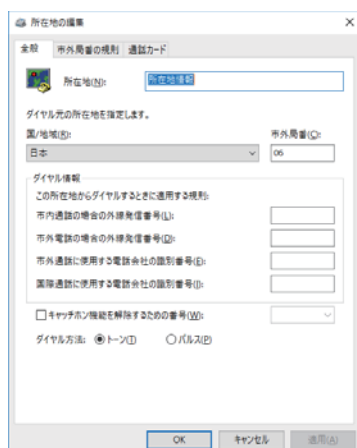 所在地の編集
全般 市外局番の規則 通話カード
所在地(N): 所在地情報
ダイヤル元の所在地を指定します。
国/地域(R): 市外局番(C):
日本 06
ダイヤル情報
この所在地からダイヤルするときに適用する規則:
市内通話の場合の外線発信番号(L):
市外電話の場合の外線発信番号(D):
市外通話に使用する電話会社の識別番号(E):
国際通話に使用する電話会社の識別番号(I):
キャッチホン機能を解除するための番号(W):
ダイヤル方法: トーン(T) パルス(P)
OK キャンセル 適用(A)